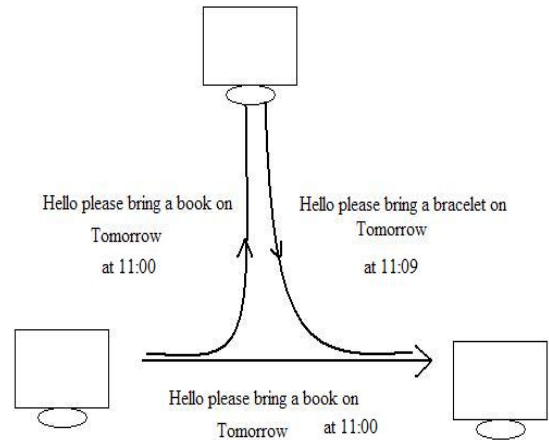 Hello please bring a book on
Tomorrow
at 11:00
Hello please bring a bracelet on
Tomorrow
at 11:09
Hello please bring a book on
Tomorrow at 11:00